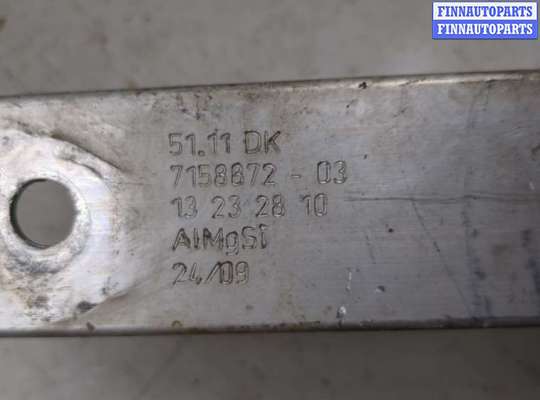 FINNAUTOPARTS
FINNAUTOPARTS
51.11 DK
7158872 - 03
13 23 28 10
AlMgSi
24/09